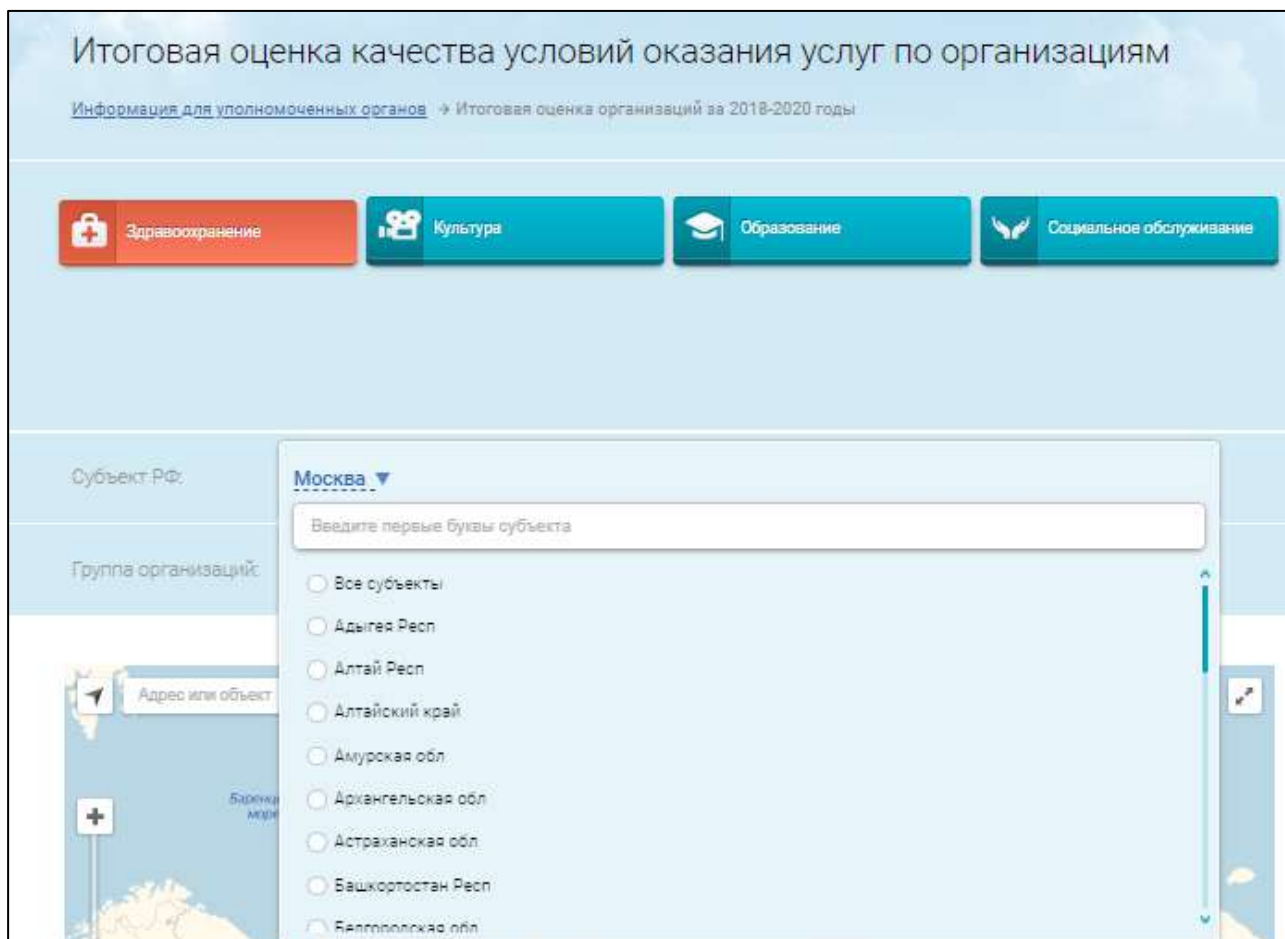 Итоговая оценка качества условий оказания услуг по организациям
Информация для уполномоченных органов → Итоговая оценка организаций за 2018-2020 годы
Здравоохранение
Культура
Образование
Социальное обслуживание
Субъект РФ:
Москва ▼
Введите первые буквы субъекта
Группа организаций:
Все субъекты
Адыгея Респ
Алтай Респ
Адрес или объект
Алтайский край
Амурская обл
Архангельская обл
Астраханская обл
Башкортостан Респ
Белгородская обл